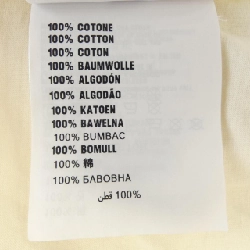 100% COTONE
100% COTTON
100% COTON
100% BAUMWOLLE
100% ALGODÓN
100% ALGODÃO
100% KATOEN
100% BAWELNA
100% BUMBAC
100% BOMULL
100% 綿
100% БАВОВНА
100% قطن